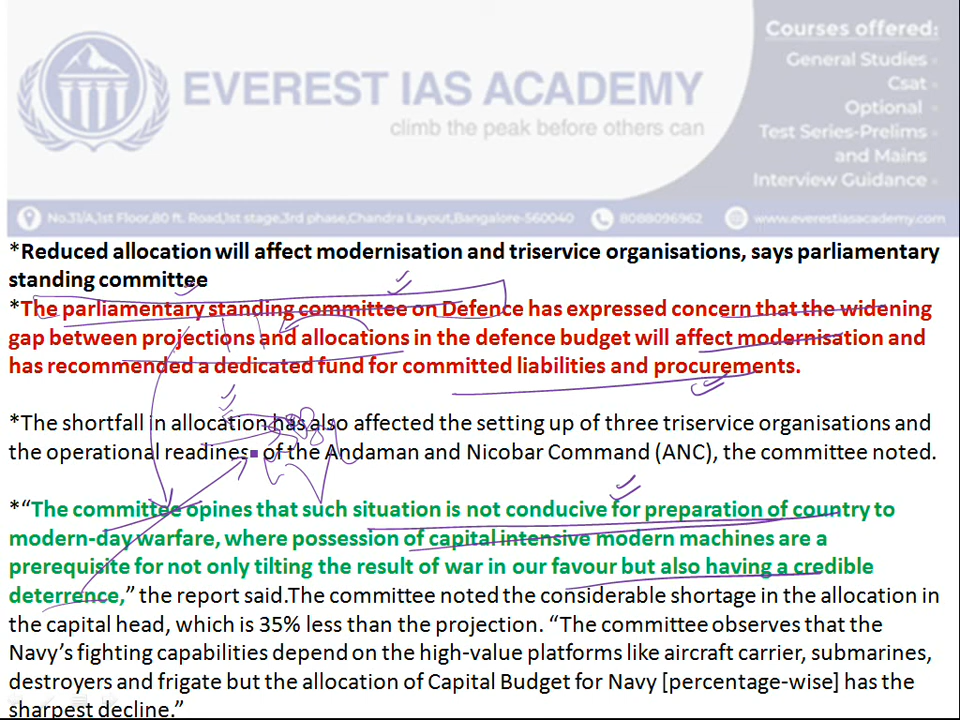 EVEREST IAS ACADEMY
climb the peak before others can
Courses offered:
General Studies
Csat
Optional
Test Series-Prelims
and Mains
Interview Guidance
No.31/A,1st Floor,80 ft. Road,1st stage,3rd phase,Chandra Layout,Bangalore-560040 8088096962 www.everestiasacademy.com
*Reduced allocation will affect modernisation and triservice organisations, says parliamentary
standing committee
*The parliamentary standing committee on Defence has expressed concern that the widening
gap between projections and allocations in the defence budget will affect modernisation and
has recommended a dedicated fund for committed liabilities and procurements.
*The shortfall in allocation has also affected the setting up of three triservice organisations and
the operational readiness of the Andaman and Nicobar Command (ANC), the committee noted.
*“The committee opines that such situation is not conducive for preparation of country to
modern-day warfare, where possession of capital intensive modern machines are a
prerequisite for not only tilting the result of war in our favour but also having a credible
deterrence,” the report said.The committee noted the considerable shortage in the allocation in
the capital head, which is 35% less than the projection. “The committee observes that the
Navy’s fighting capabilities depend on the high-value platforms like aircraft carrier, submarines,
destroyers and frigate but the allocation of Capital Budget for Navy [percentage-wise] has the
sharpest decline.”